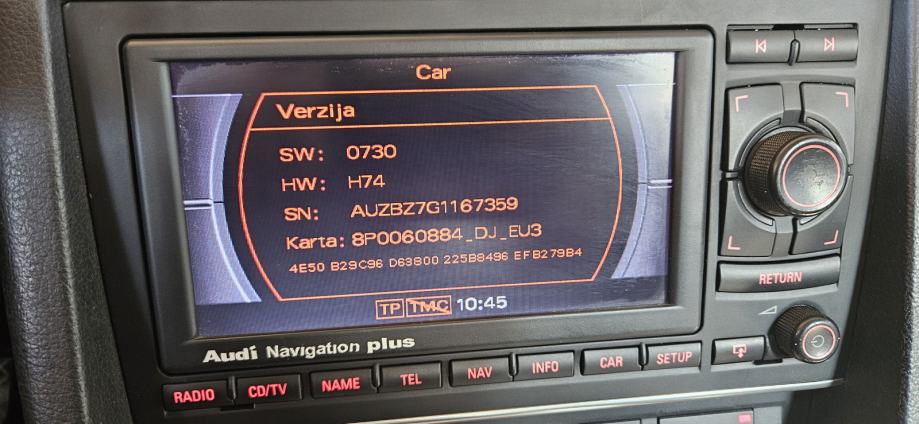 Car
Verzija
SW: 0730
HW: H74
SN: AUZBZ7G1167359
Karta: 8P0060884_DJ_EU3
4E50 B29C96 D63800 225B8496 EFB279B4
TP TMC 10:45
Audi Navigation plus
RETURN
RADIO CD/TV NAME TEL NAV INFO CAR SETUP